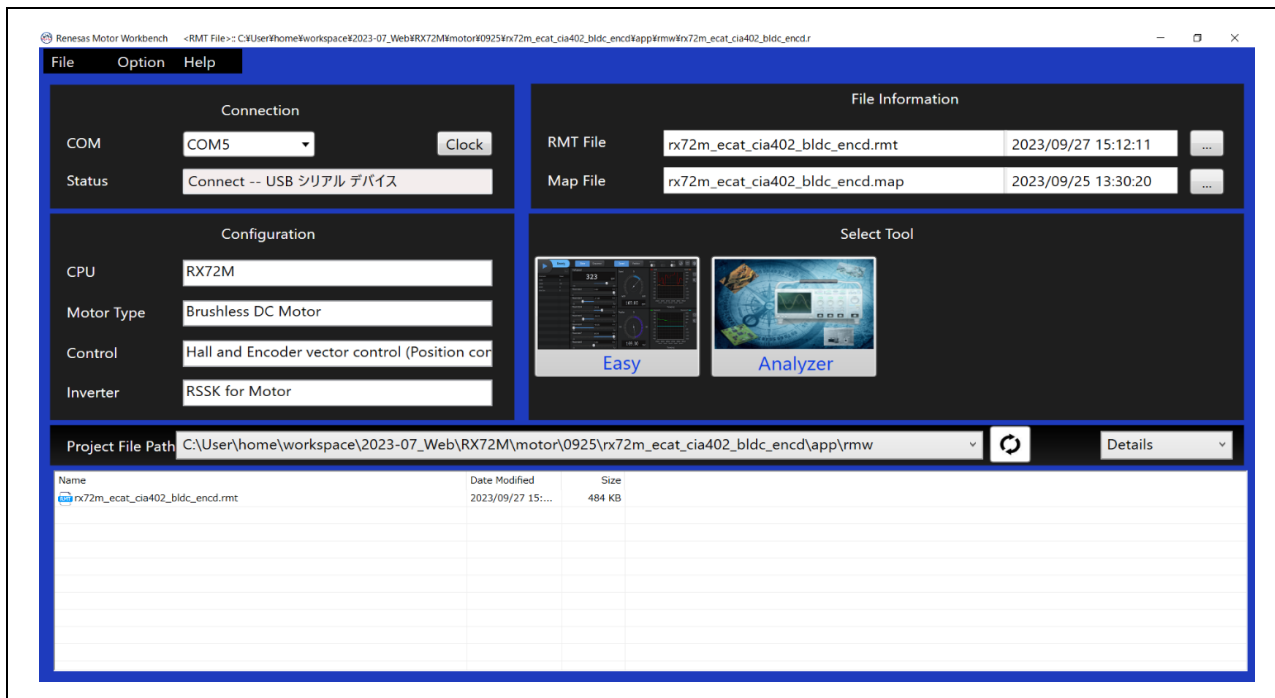 Renesas Motor Workbench <RMT File>:: C:¥User¥home¥workspace¥2023-07_Web¥RX72M¥motor¥0925¥rx72m_ecat_cia402_bldc_encd¥app¥rmw¥rx72m_ecat_cia402_bldc_encd.r
File Option Help
Connection
COM COM5 Clock
Status Connect -- USB シリアル デバイス
File Information
RMT File rx72m_ecat_cia402_bldc_encd.rmt 2023/09/27 15:12:11 ...
Map File rx72m_ecat_cia402_bldc_encd.map 2023/09/25 13:30:20 ...
Configuration
CPU RX72M
Motor Type Brushless DC Motor
Control Hall and Encoder vector control (Position cor
Inverter RSSK for Motor
Select Tool
323
Easy Analyzer
Project File Path C:\User\home\workspace\2023-07_Web\RX72M\motor\0925\rx72m_ecat_cia402_bldc_encd\app\rmw Details
Name Date Modified Size
rx72m_ecat_cia402_bldc_encd.rmt 2023/09/27 15:... 484 KB